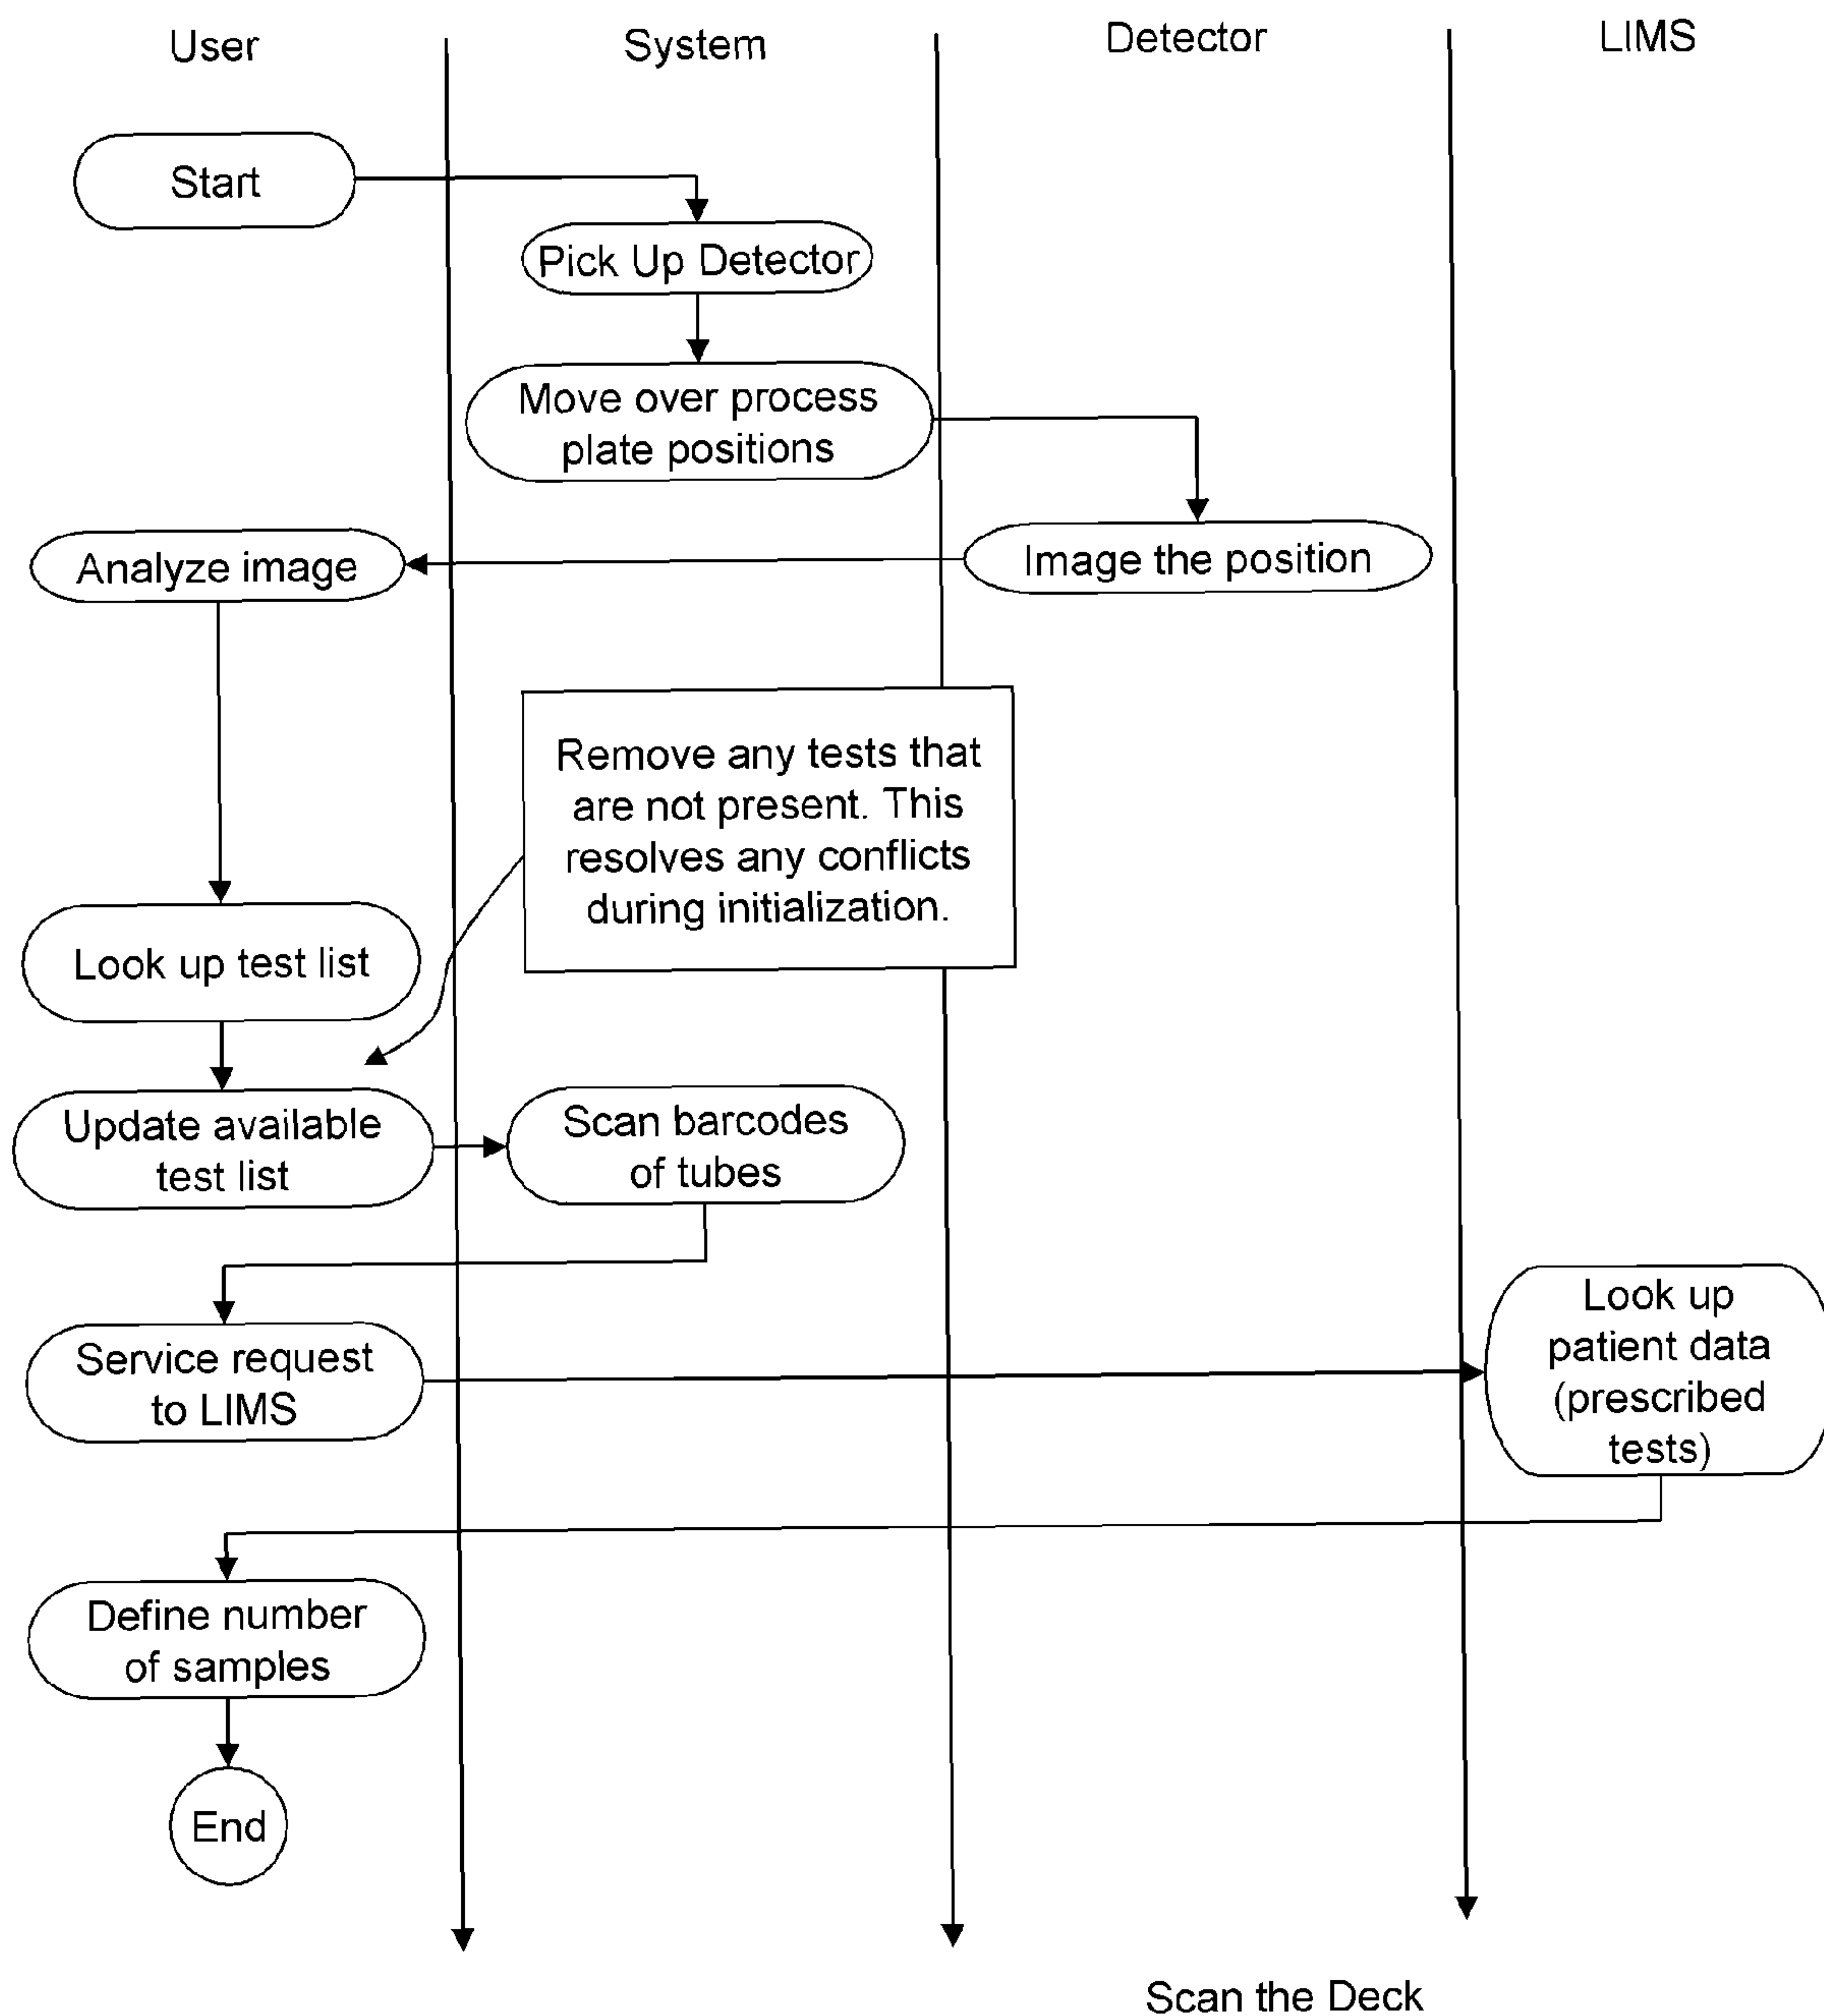 User
System
Detector
LIMS
Start
Pick Up Detector
Move over process
plate positions
Analyze image
Image the position
Remove any tests that
are not present. This
resolves any conflicts
during initialization.
Look up test list
Update available
test list
Scan barcodes
of tubes
Service request
to LIMS
Look up
patient data
(prescribed
tests)
Define number
of samples
End
Scan the Deck